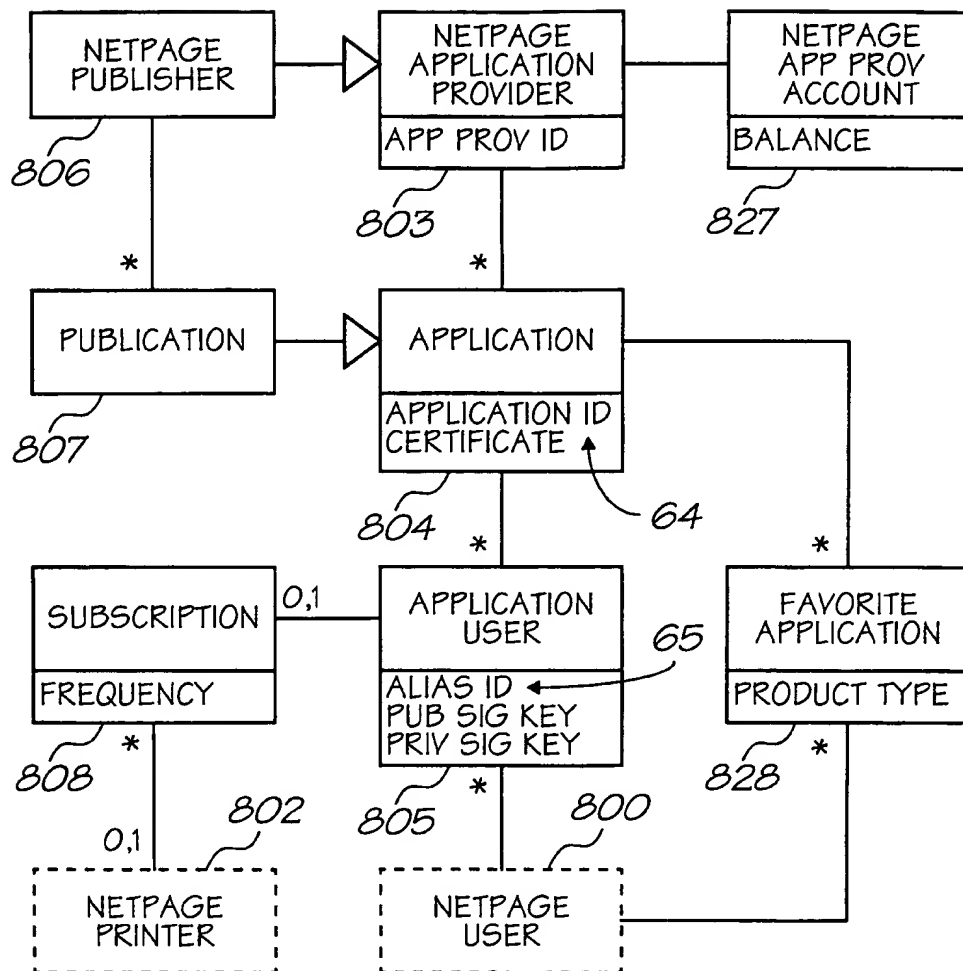 NETPAGE
PUBLISHER
NETPAGE
APPLICATION
PROVIDER
APP PROV ID
NETPAGE
APP PROV
ACCOUNT
BALANCE
806
803
827
*
*
PUBLICATION
APPLICATION
APPLICATION ID
CERTIFICATE
807
804
64
*
*
SUBSCRIPTION
FREQUENCY
0,1
APPLICATION
USER
65
ALIAS ID
PUB SIG KEY
PRIV SIG KEY
FAVORITE
APPLICATION
PRODUCT TYPE
*
*
*
808
802
805
800
828
0,1
NETPAGE
PRINTER
NETPAGE
USER